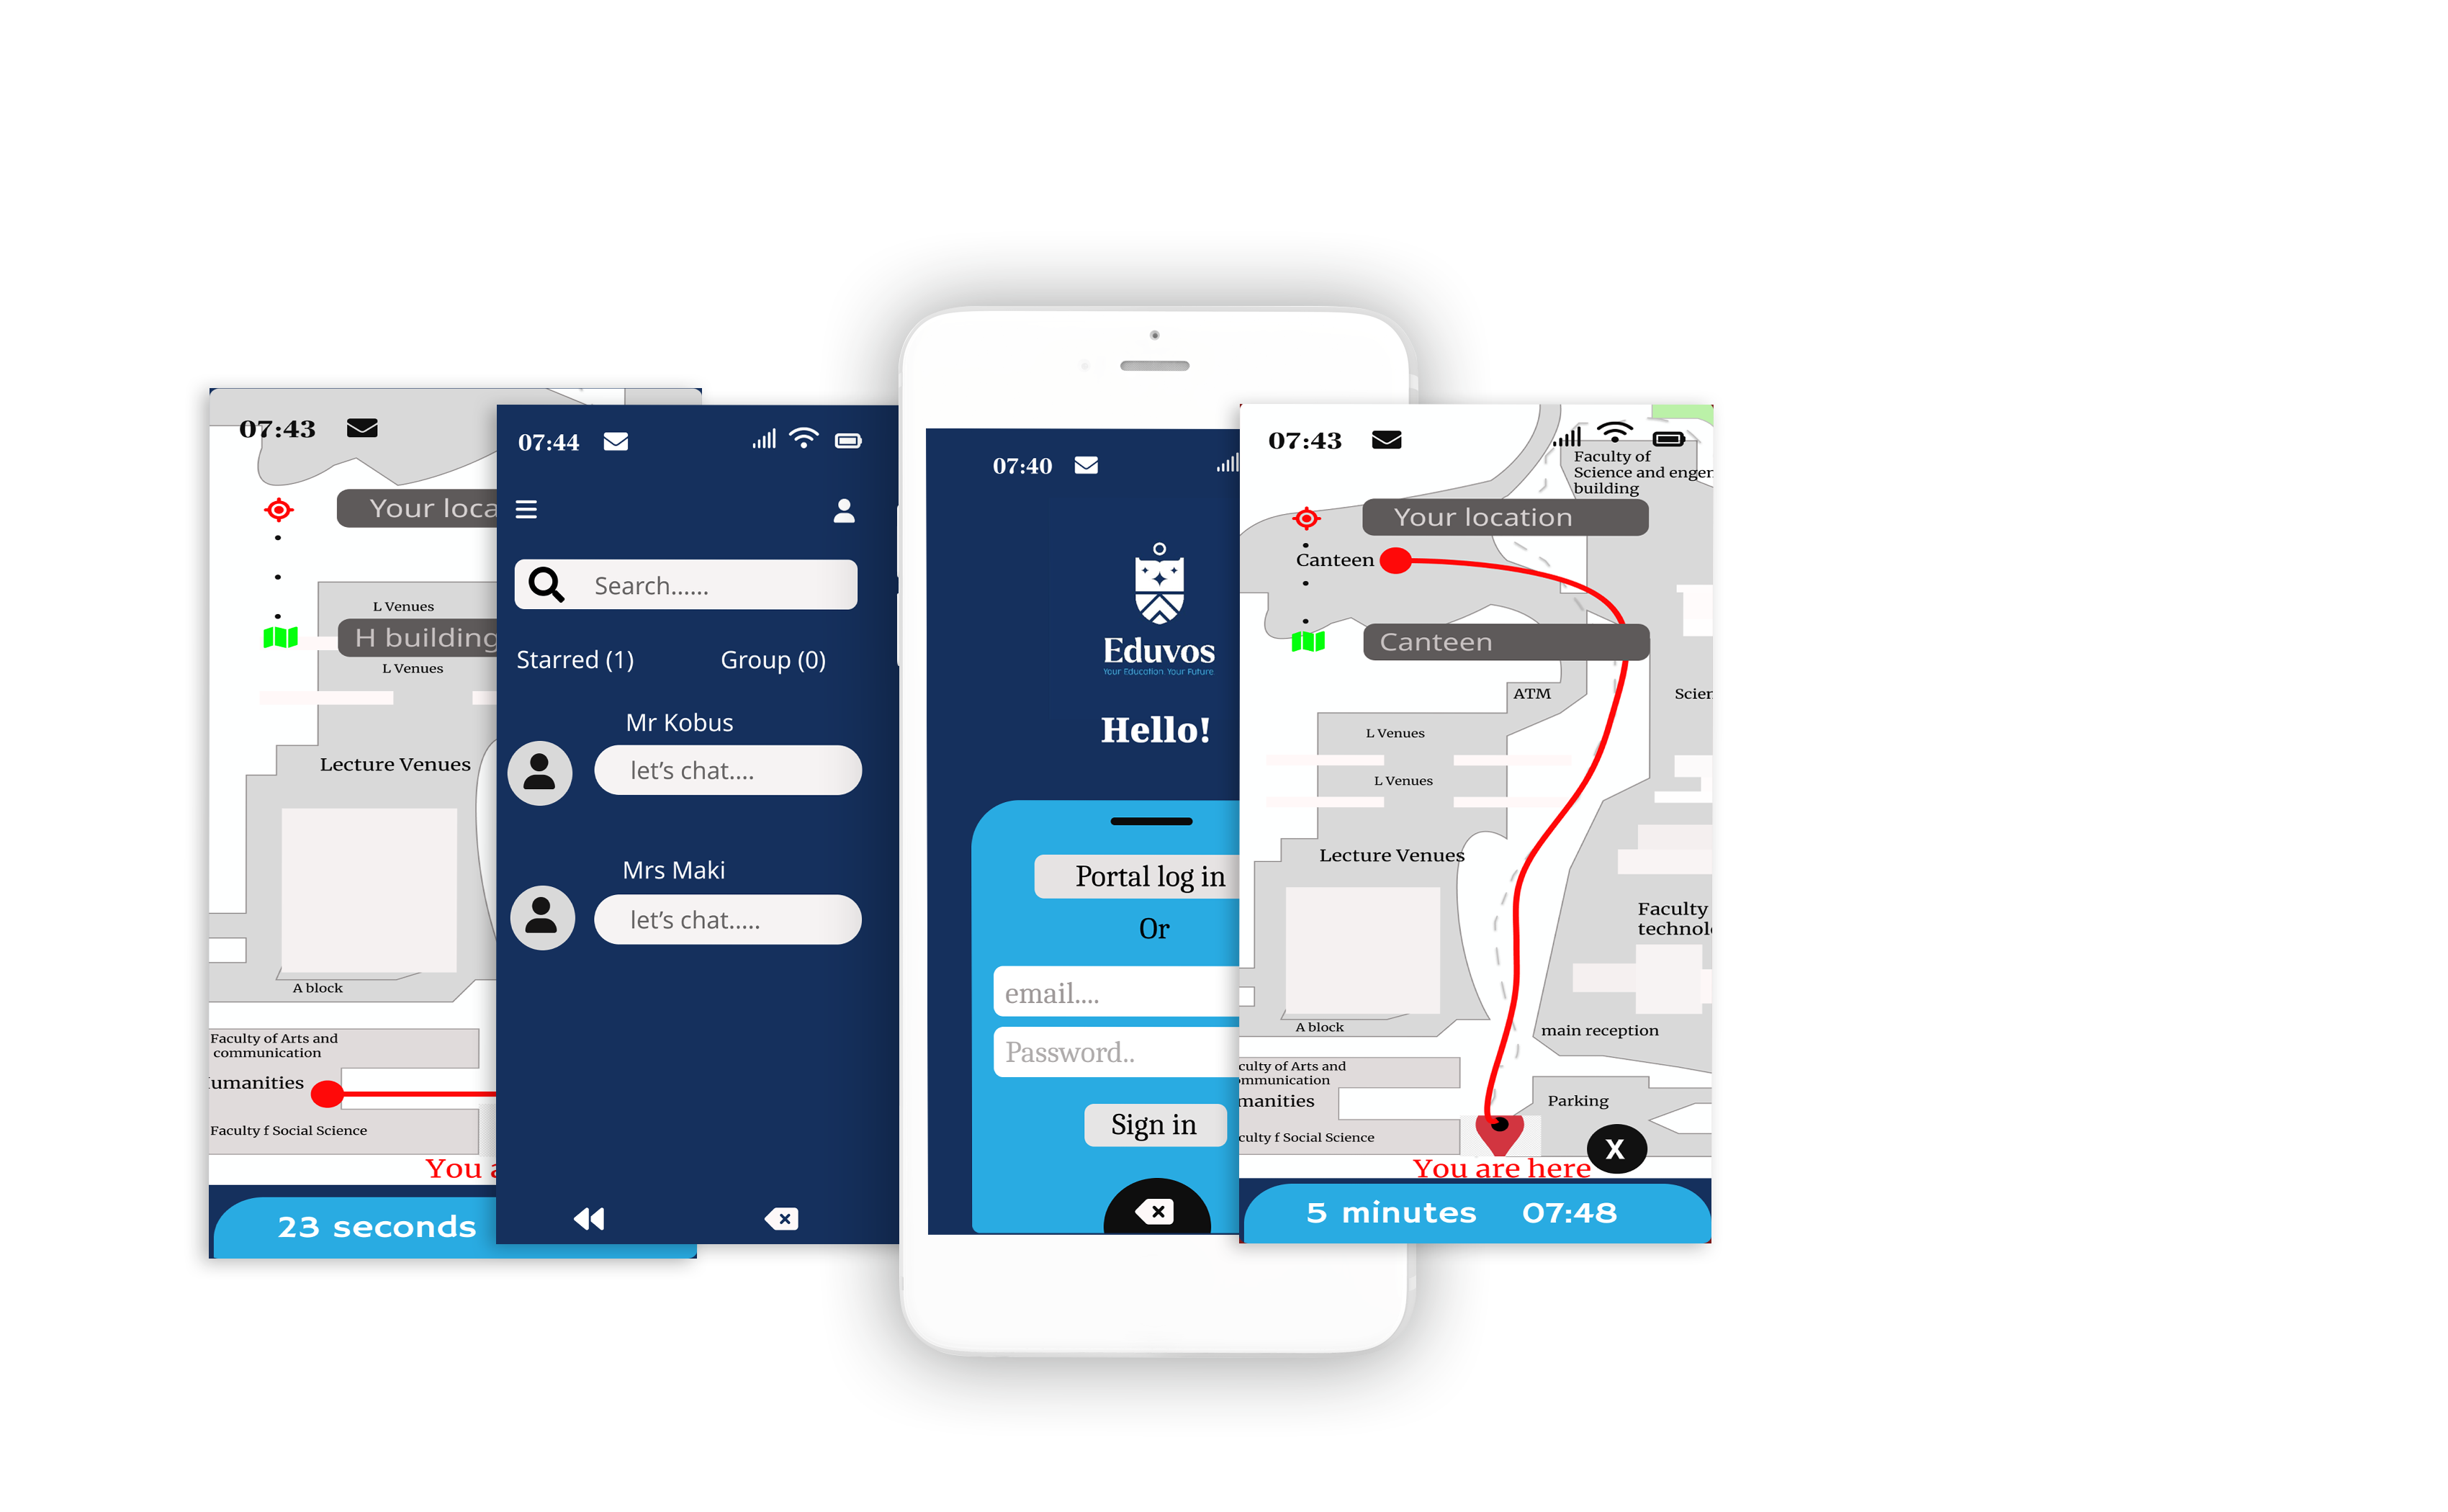 07:43
Your loca
L Venues
H building
L Venues
Lecture Venues
A block
Faculty of Arts and
communication
umanities
Faculty f Social Science
You a
23 seconds
07:44
Search......
Starred (1) Group (0)
Mr Kobus
let’s chat....
Mrs Maki
let’s chat.....
07:40
Eduvos
Your Education. Your Future
Hello!
Portal log in
Or
email....
Password..
Sign in
07:43
Faculty of
Science and enger
building
Your location
Canteen
Canteen
ATM
Scien
L Venues
L Venues
Lecture Venues
Faculty
technol
A block
main reception
culty of Arts and
mmunication
manities
Parking
culty f Social Science
X
You are here
5 minutes 07:48